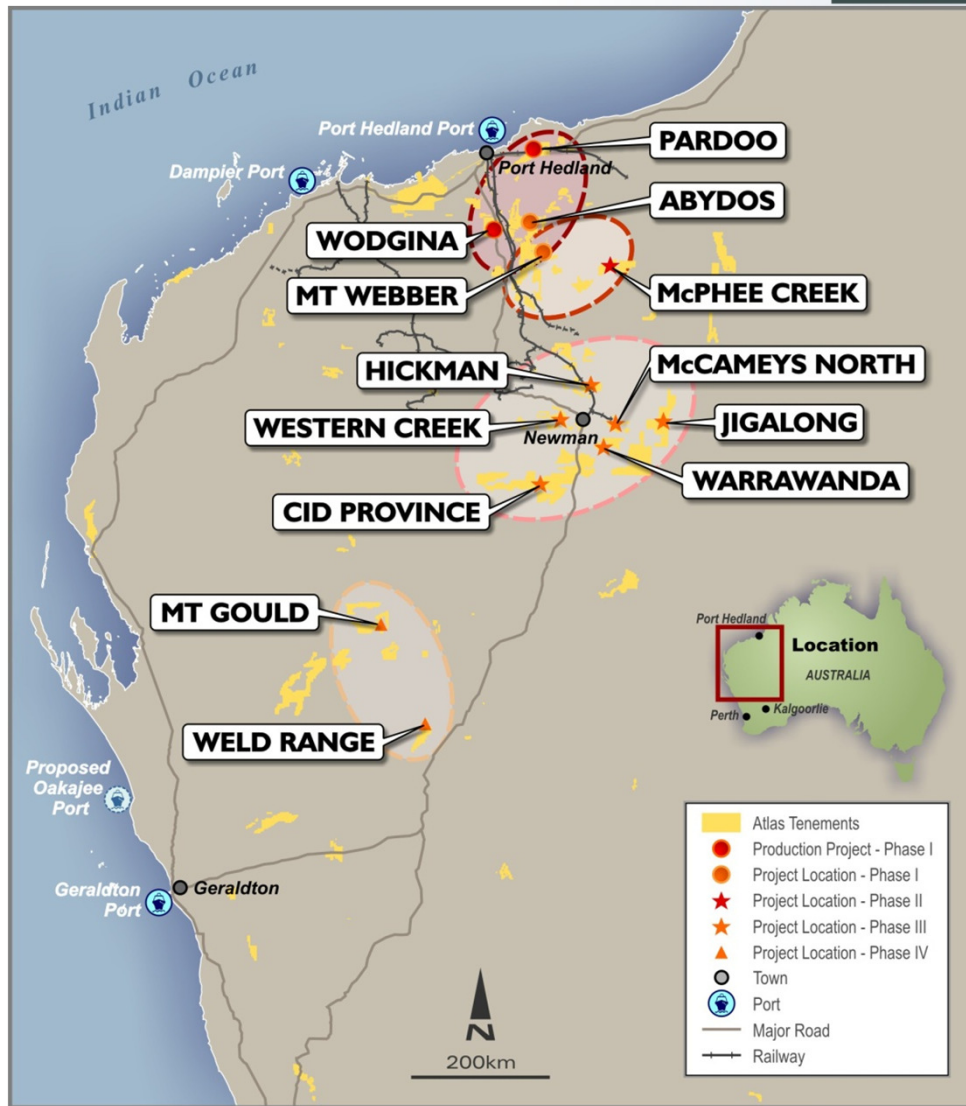 Indian Ocean
Port Hedland Port
PARDOO
Dampier Port
Port Hedland
ABYDOS
WODGINA
MT WEBBER
McPHEE CREEK
HICKMAN
McCAMEYS NORTH
WESTERN CREEK
Newman
JIGALONG
WARRAWANDA
CID PROVINCE
MT GOULD
Port Hedland
Location
AUSTRALIA
Perth
Kalgoorlie
WELD RANGE
Proposed
Oakajee
Port
Geraldton
Port
Geraldton
Atlas Tenements
Production Project - Phase I
Project Location - Phase I
Project Location - Phase II
Project Location - Phase III
Project Location - Phase IV
Town
Port
Major Road
Railway
N
200km